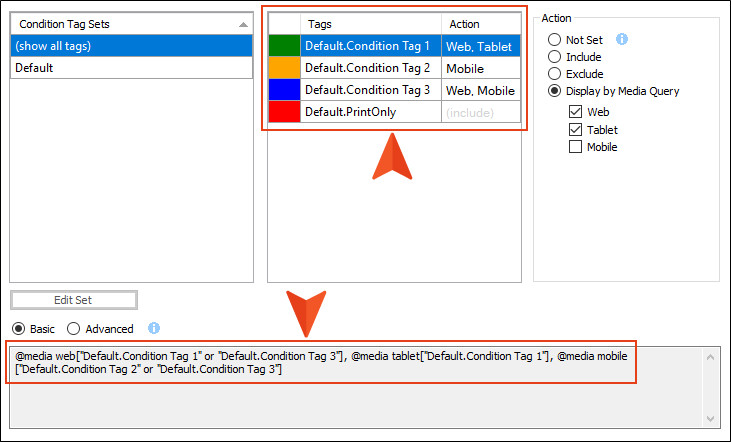 Condition Tag Sets
(show all tags)
Default
Tags Action
Default.Condition Tag 1 Web, Tablet
Default.Condition Tag 2 Mobile
Default.Condition Tag 3 Web, Mobile
Default.PrintOnly (include)
Action
Not Set
Include
Exclude
Display by Media Query
Web
Tablet
Mobile
Edit Set
Basic Advanced
@media web["Default.Condition Tag 1" or "Default.Condition Tag 3"], @media tablet["Default.Condition Tag 1"], @media mobile
["Default.Condition Tag 2" or "Default.Condition Tag 3"]